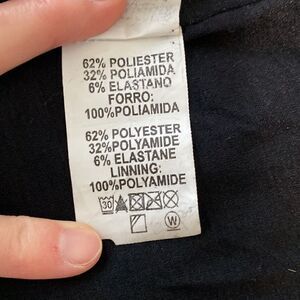 62% POLIESTER
32% POLIAMIDA
6% ELASTANO
FORRO:
100%POLIAMIDA
62% POLYESTER
32%POLYAMIDE
6% ELASTANE
LINNING:
100%POLYAMIDE
30
W